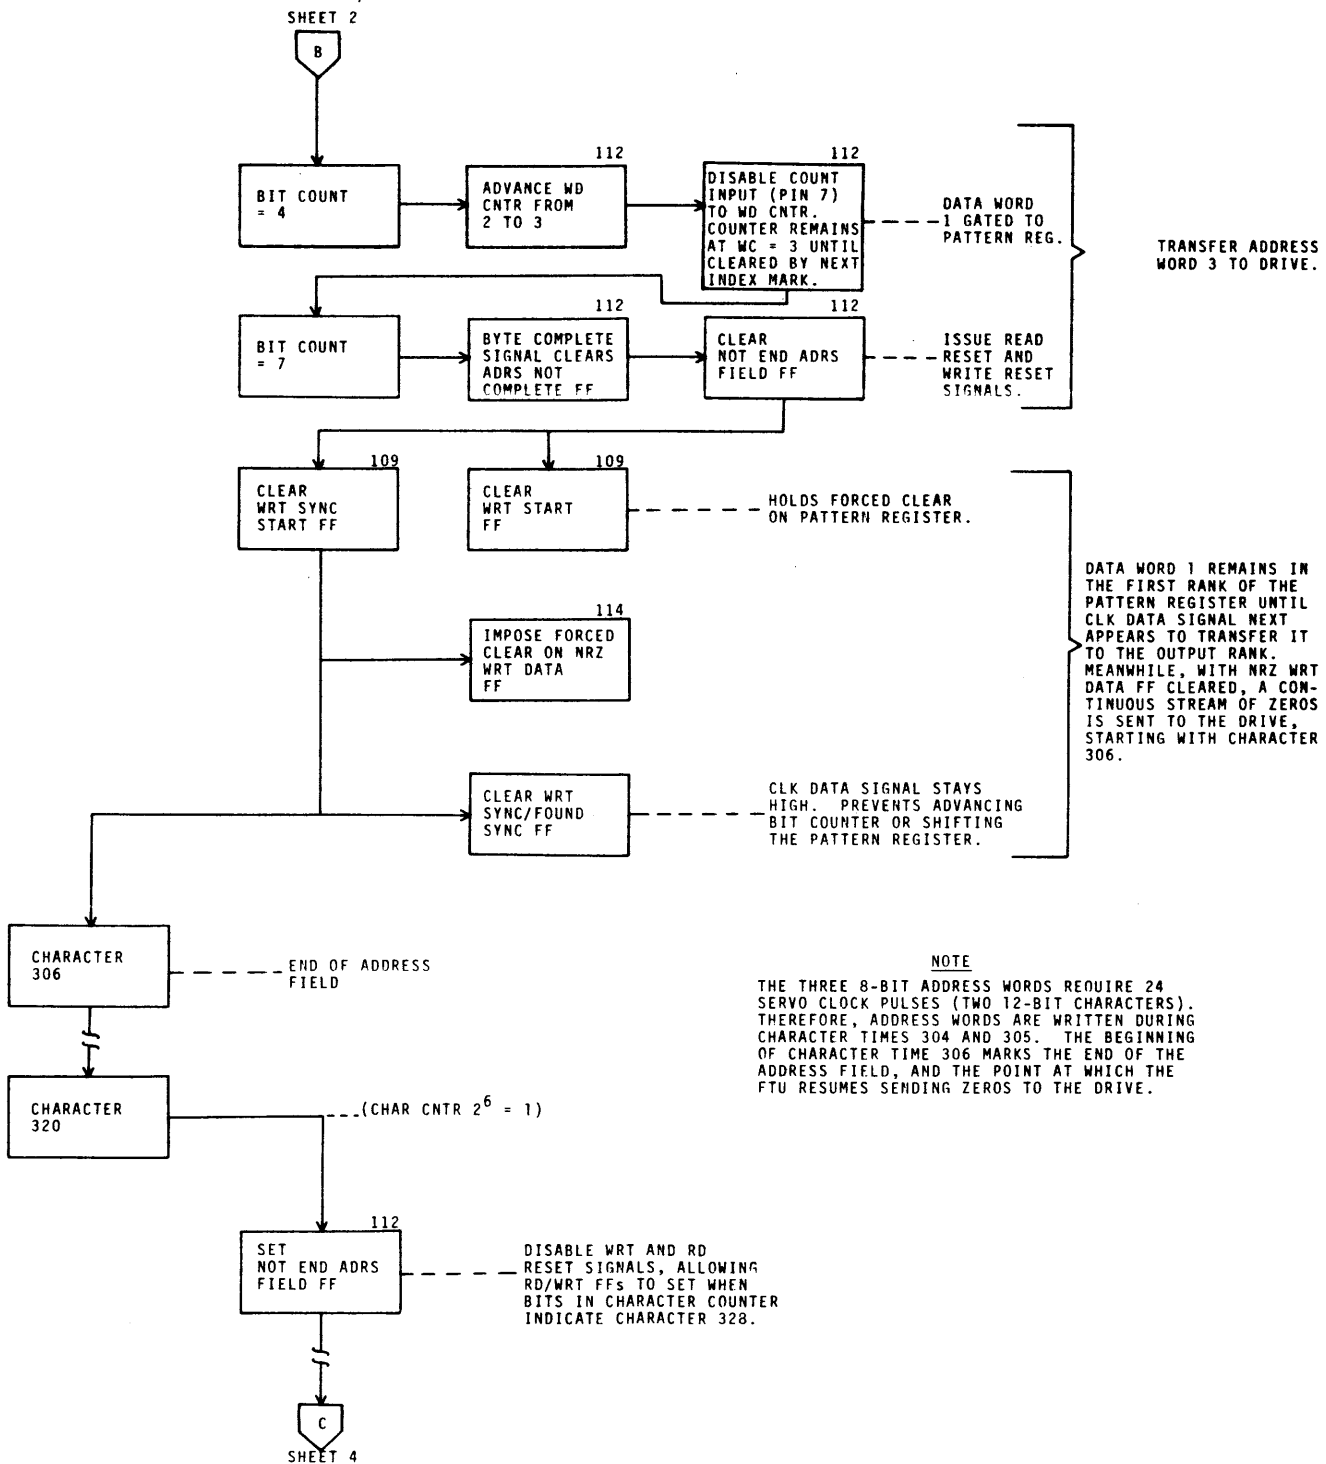 SHEET 2
B
112
112
BIT COUNT
= 4
ADVANCE WD
CNTR FROM
2 TO 3
DISABLE COUNT
INPUT (PIN 7)
TO WD CNTR.
COUNTER REMAINS
AT WC = 3 UNTIL
CLEARED BY NEXT
INDEX MARK.
DATA WORD
1 GATED TO
PATTERN REG.
TRANSFER ADDRESS
WORD 3 TO DRIVE.
112
112
BIT COUNT
= 7
BYTE COMPLETE
SIGNAL CLEARS
ADRS NOT
COMPLETE FF
CLEAR
NOT END ADRS
FIELD FF
ISSUE READ
RESET AND
WRITE RESET
SIGNALS.
109
109
CLEAR
WRT SYNC
START FF
CLEAR
WRT START
FF
HOLDS FORCED CLEAR
ON PATTERN REGISTER.
114
IMPOSE FORCED
CLEAR ON NRZ
WRT DATA
FF
DATA WORD 1 REMAINS IN
THE FIRST RANK OF THE
PATTERN REGISTER UNTIL
CLK DATA SIGNAL NEXT
APPEARS TO TRANSFER IT
TO THE OUTPUT RANK.
MEANWHILE, WITH NRZ WRT
DATA FF CLEARED, A CON-
TINUOUS STREAM OF ZEROS
IS SENT TO THE DRIVE,
STARTING WITH CHARACTER
306.
CLEAR WRT
SYNC/FOUND
SYNC FF
CLK DATA SIGNAL STAYS
HIGH. PREVENTS ADVANCING
BIT COUNTER OR SHIFTING
THE PATTERN REGISTER.
CHARACTER
306
END OF ADDRESS
FIELD
NOTE
THE THREE 8-BIT ADDRESS WORDS REQUIRE 24
SERVO CLOCK PULSES (TWO 12-BIT CHARACTERS).
THEREFORE, ADDRESS WORDS ARE WRITTEN DURING
CHARACTER TIMES 304 AND 305. THE BEGINNING
OF CHARACTER TIME 306 MARKS THE END OF THE
ADDRESS FIELD, AND THE POINT AT WHICH THE
FTU RESUMES SENDING ZEROS TO THE DRIVE.
CHARACTER
320
(CHAR CNTR 2⁶ = 1)
112
SET
NOT END ADRS
FIELD FF
DISABLE WRT AND RD
RESET SIGNALS, ALLOWING
RD/WRT FFs TO SET WHEN
BITS IN CHARACTER COUNTER
INDICATE CHARACTER 328.
C
SHEET 4